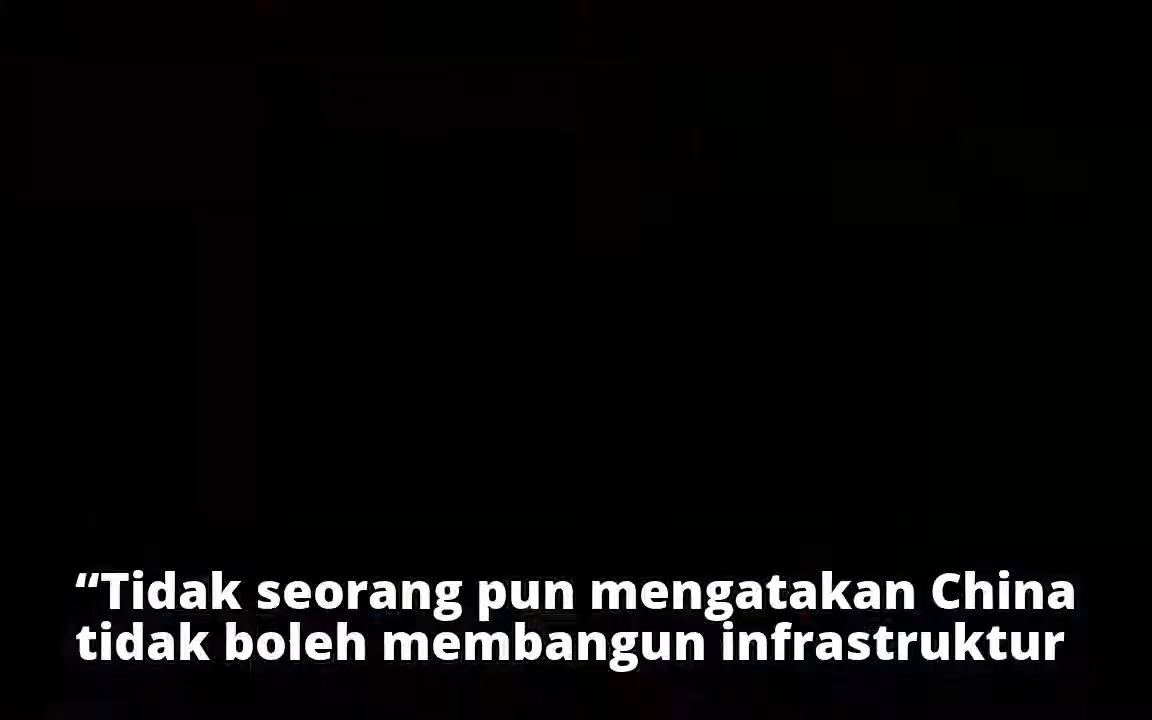 “Tidak seorang pun mengatakan China
tidak boleh membangun infrastruktur